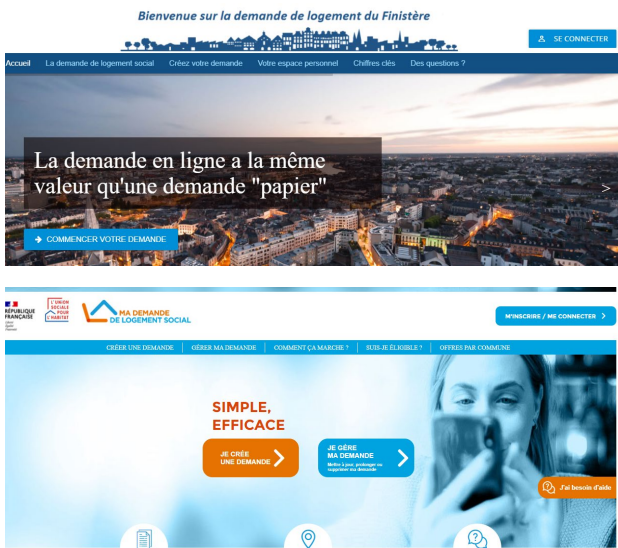 Bienvenue sur la demande de logement du Finistère
SE CONNECTER
Accueil La demande de logement social Créez votre demande Votre espace personnel Chiffres clés Des questions ?
La demande en ligne a la même
valeur qu'une demande "papier"
>
→ COMMENCER VOTRE DEMANDE
RÉPUBLIQUE
FRANÇAISE
L'UNION
SOCIALE
POUR
L'HABITAT
MA DEMANDE
DE LOGEMENT SOCIAL
M'INSCRIRE / ME CONNECTER >
CRÉER UNE DEMANDE GÉRER MA DEMANDE COMMENT ÇA MARCHE ? SUIS-JE ÉLIGIBLE ? OFFRES PAR COMMUNE
SIMPLE,
EFFICACE
JE CRÉE
UNE DEMANDE
JE GÈRE
MA DEMANDE
Mettre à jour, prolonger ou
supprimer ma demande
J'ai besoin d'aide